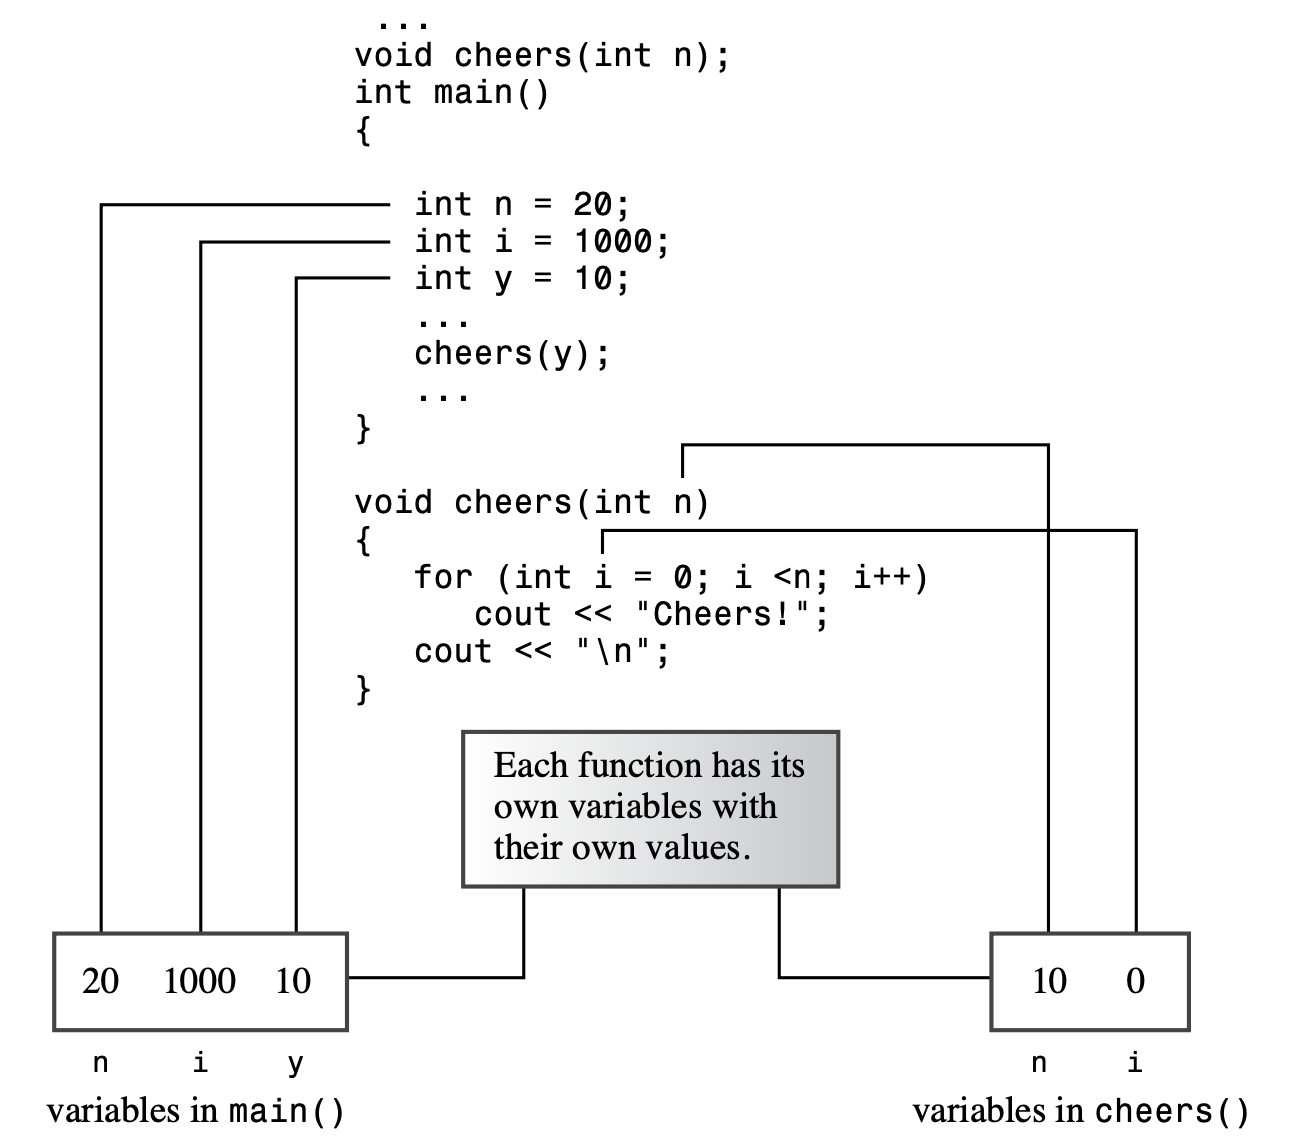 ...
void cheers(int n);
int main()
{
int n = 20;
int i = 1000;
int y = 10;
...
cheers(y);
...
}
void cheers(int n)
{
for (int i = 0; i <n; i++)
cout << "Cheers!";
cout << "\n";
}
Each function has its
own variables with
their own values.
20 1000 10
n i y
variables in main()
10 0
n i
variables in cheers()